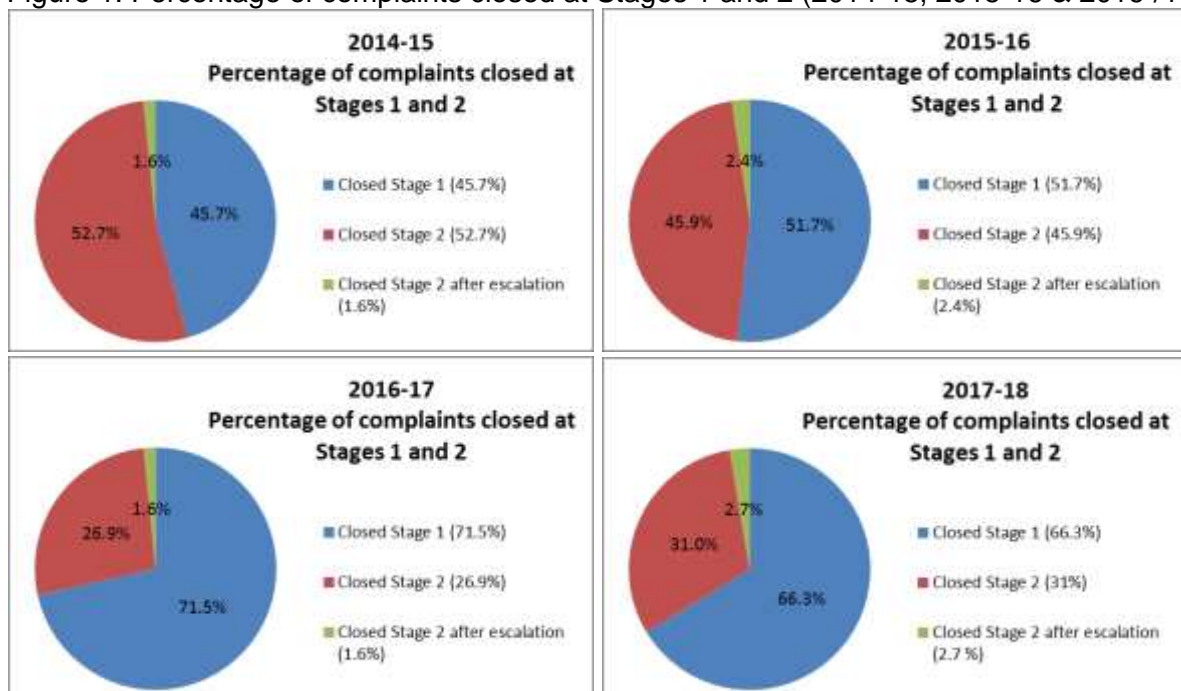 2014-15
Percentage of complaints closed at
Stages 1 and 2
1.6%
45.7%
52.7%
Closed Stage 1 (45.7%)
Closed Stage 2 (52.7%)
Closed Stage 2 after escalation
(1.6%)
2015-16
Percentage of complaints closed at
Stages 1 and 2
2.4%
45.9%
51.7%
Closed Stage 1 (51.7%)
Closed Stage 2 (45.9%)
Closed Stage 2 after escalation
(2.4%)
2016-17
Percentage of complaints closed at
Stages 1 and 2
1.6%
26.9%
71.5%
Closed Stage 1 (71.5%)
Closed Stage 2 (26.9%)
Closed Stage 2 after escalation
(1.6%)
2017-18
Percentage of complaints closed at
Stages 1 and 2
2.7%
31.0%
66.3%
Closed Stage 1 (66.3%)
Closed Stage 2 (31%)
Closed Stage 2 after escalation
(2.7 %)